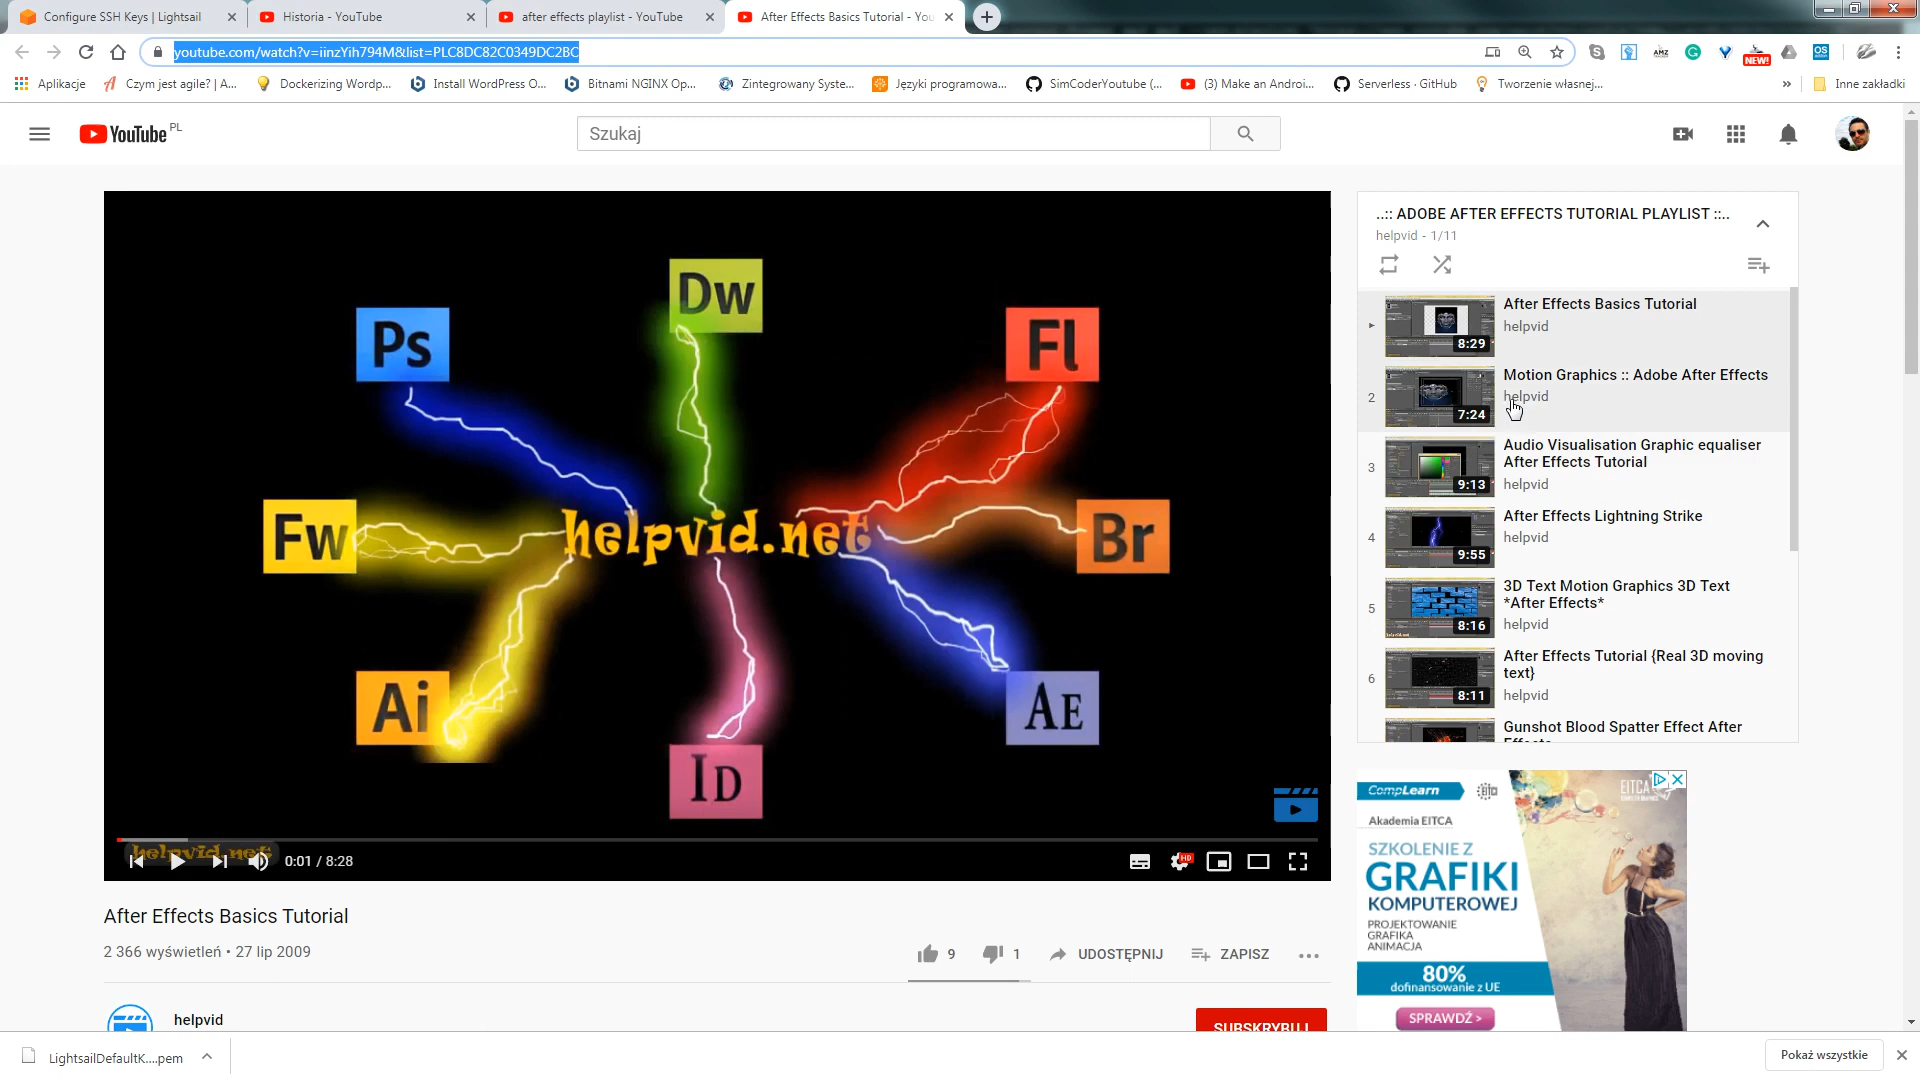 Configure SSH Keys | Lightsail
Historia - YouTube
after effects playlist - YouTube
After Effects Basics Tutorial - You
youtube.com/watch?v=iinzYih794M&list=PLC8DC82C0349DC2BC
AMZ
NEW!
OS
Aplikacje
Czym jest agile? | A...
Dockerizing Wordp...
Install WordPress O...
Bitnami NGINX Op...
Zintegrowany Syste...
Języki programowa...
SimCoderYoutube (...
(3) Make an Androi...
Serverless · GitHub
Tworzenie własnej...
»
Inne zakładki
YouTube PL
Szukaj
Dw
Ps
Fl
Fw
helpvid.net
Br
Ai
AE
ID
helpvid.net
0:01 / 8:28
HD
After Effects Basics Tutorial
2 366 wyświetleń • 27 lip 2009
9
1
UDOSTĘPNIJ
ZAPISZ
helpvid
SUBSKRYBUJ
..:: ADOBE AFTER EFFECTS TUTORIAL PLAYLIST ::..
helpvid - 1/11
After Effects Basics Tutorial
helpvid
8:29
2
Motion Graphics :: Adobe After Effects
helpvid
7:24
3
Audio Visualisation Graphic equaliser
After Effects Tutorial
helpvid
9:13
4
After Effects Lightning Strike
helpvid
9:55
5
3D Text Motion Graphics 3D Text
*After Effects*
helpvid
8:16
6
After Effects Tutorial {Real 3D moving
text}
helpvid
8:11
Gunshot Blood Spatter Effect After
Effects
CompLearn
EITCA
Akademia EITCA
SZKOLENIE Z
GRAFIKI
KOMPUTEROWEJ
PROJEKTOWANIE
GRAFIKA
ANIMACJA
80%
dofinansowanie z UE
SPRAWDŹ >
LightsailDefaultK....pem
Pokaż wszystkie